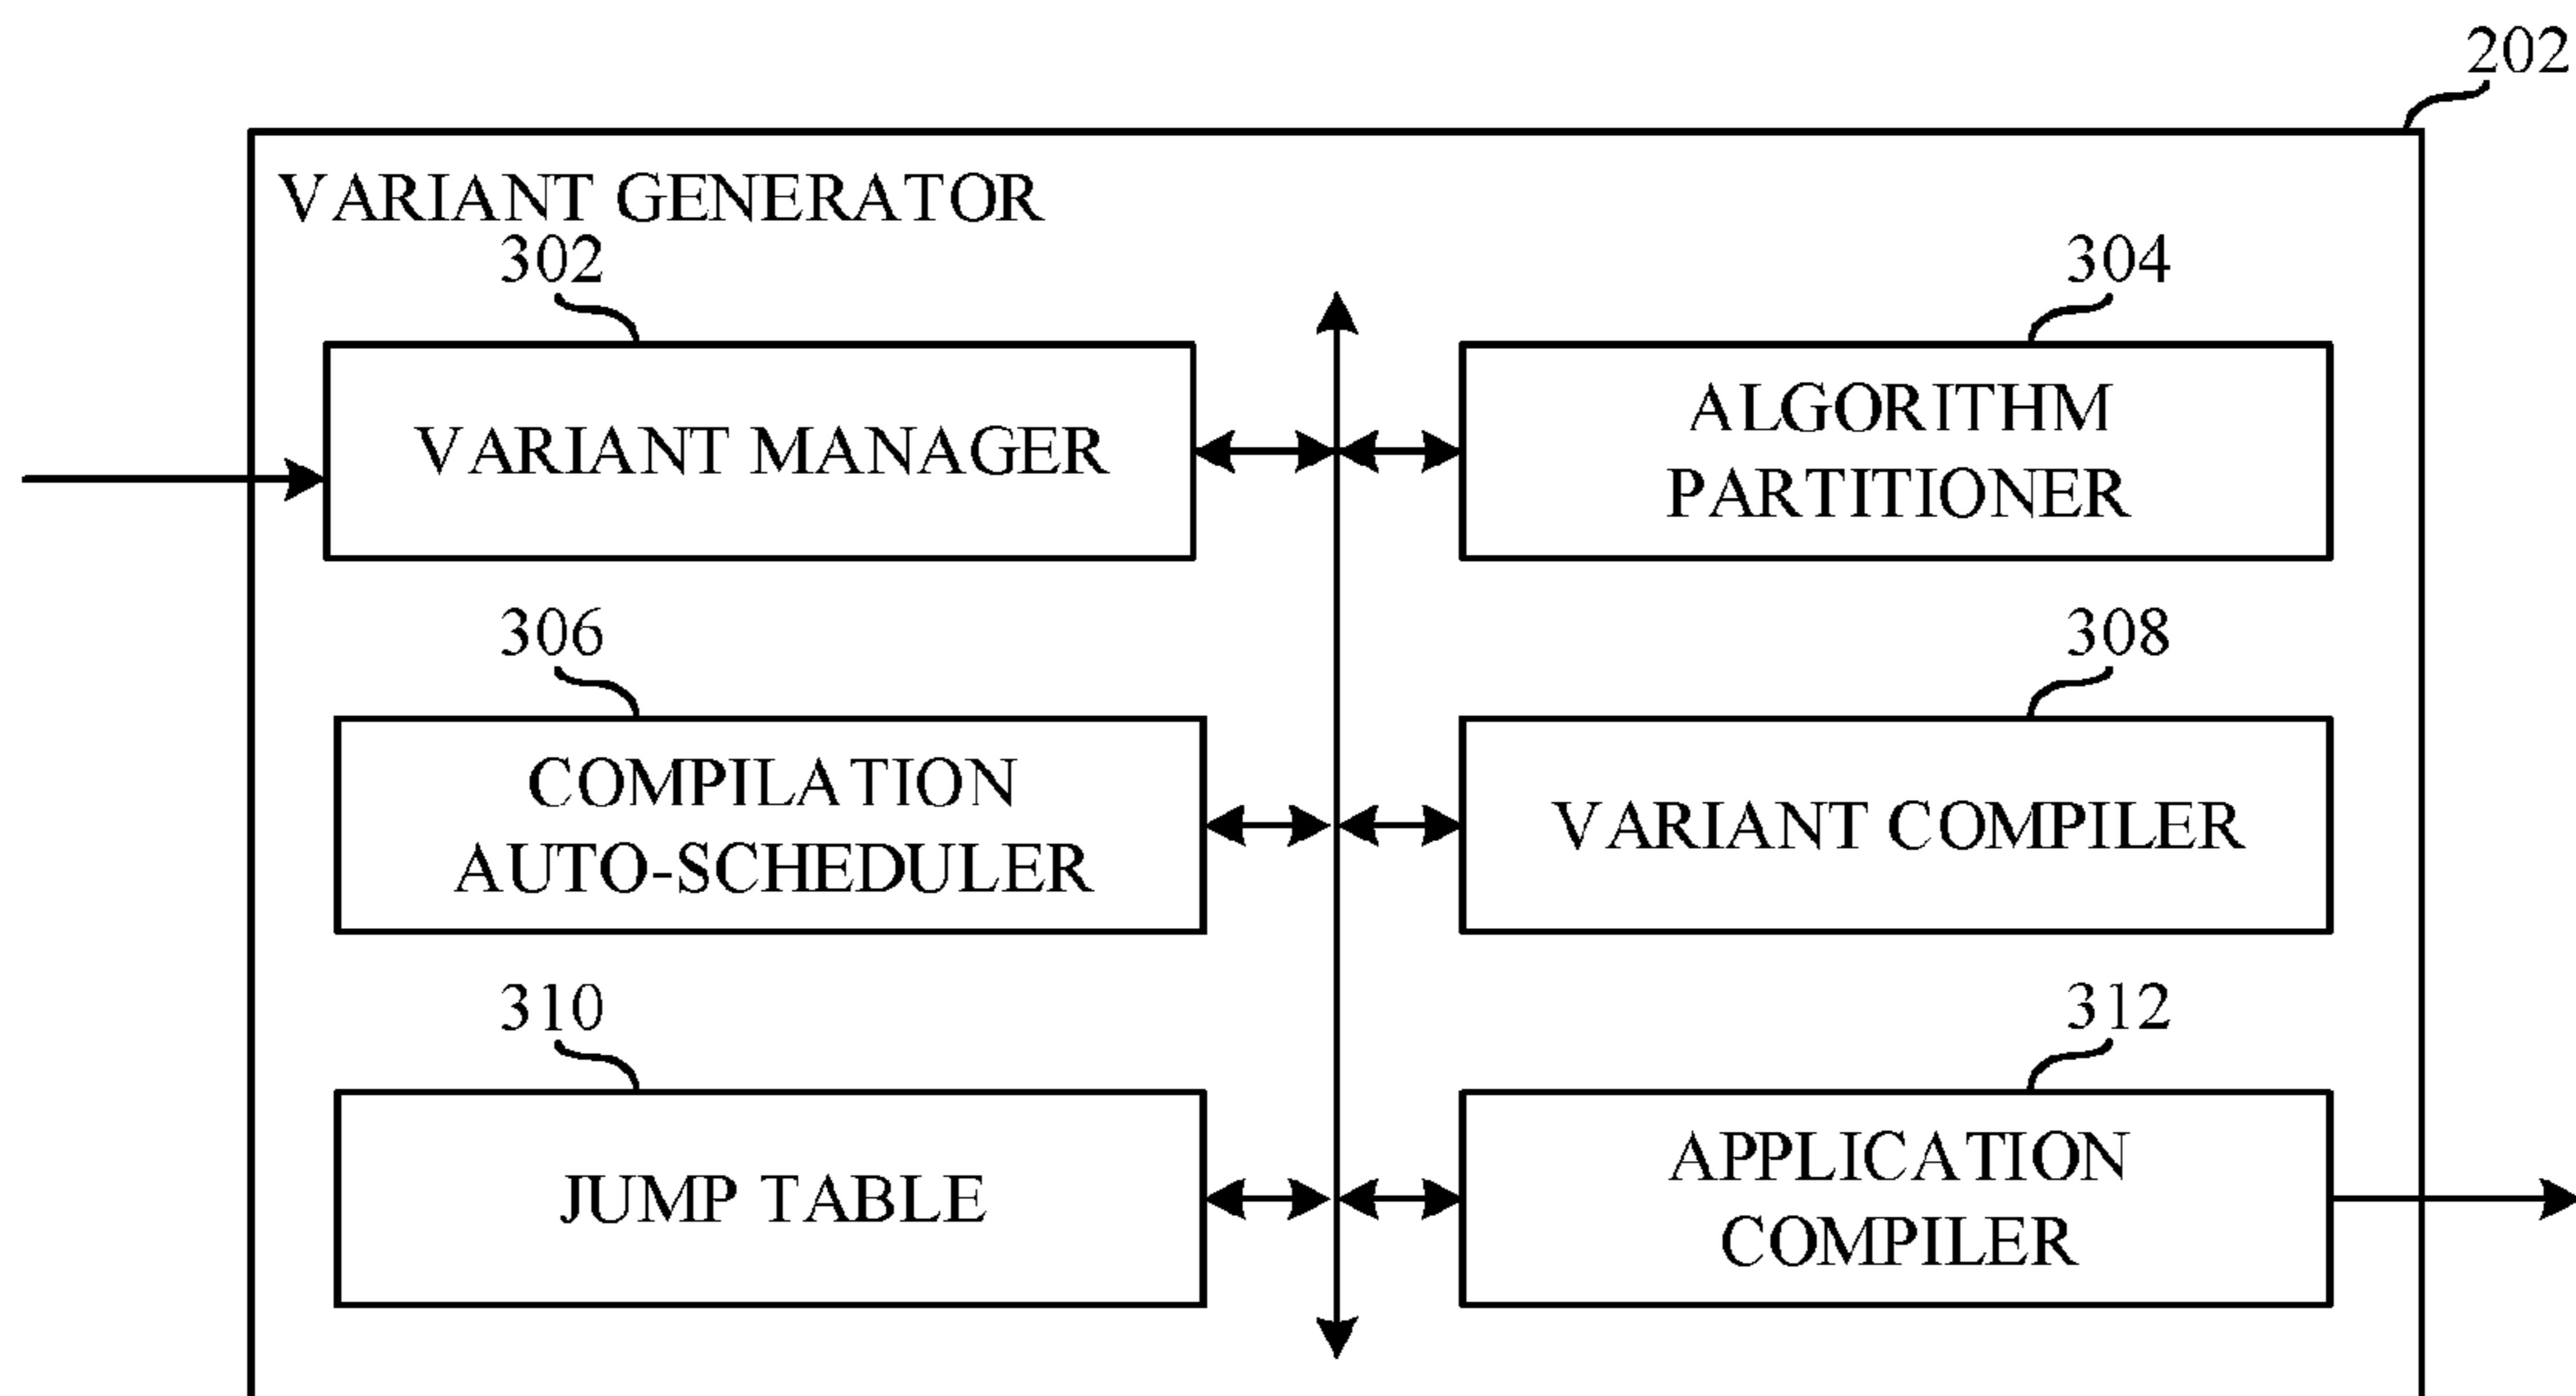 202
VARIANT GENERATOR
302
304
VARIANT MANAGER
ALGORITHM
PARTITIONER
306
308
COMPILATION
AUTO-SCHEDULER
VARIANT COMPILER
310
312
JUMP TABLE
APPLICATION
COMPILER